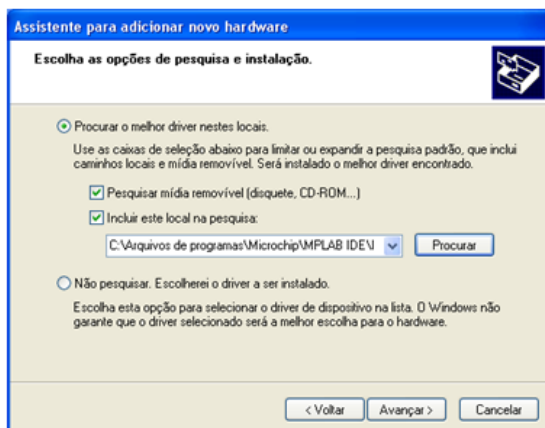 Assistente para adicionar novo hardware
Escolha as opções de pesquisa e instalação.
Procurar o melhor driver nestes locais.
Use as caixas de seleção abaixo para limitar ou expandir a pesquisa padrão, que inclui
caminhos locais e mídia removível. Será instalado o melhor driver encontrado.
Pesquisar mídia removível (disquete, CD-ROM...)
Incluir este local na pesquisa:
C:\Arquivos de programas\Microchip\MPLAB IDE\I
Procurar
Não pesquisar. Escolherei o driver a ser instalado.
Escolha esta opção para selecionar o driver de dispositivo na lista. O Windows não
garante que o driver selecionado será a melhor escolha para o hardware.
< Voltar
Avançar >
Cancelar